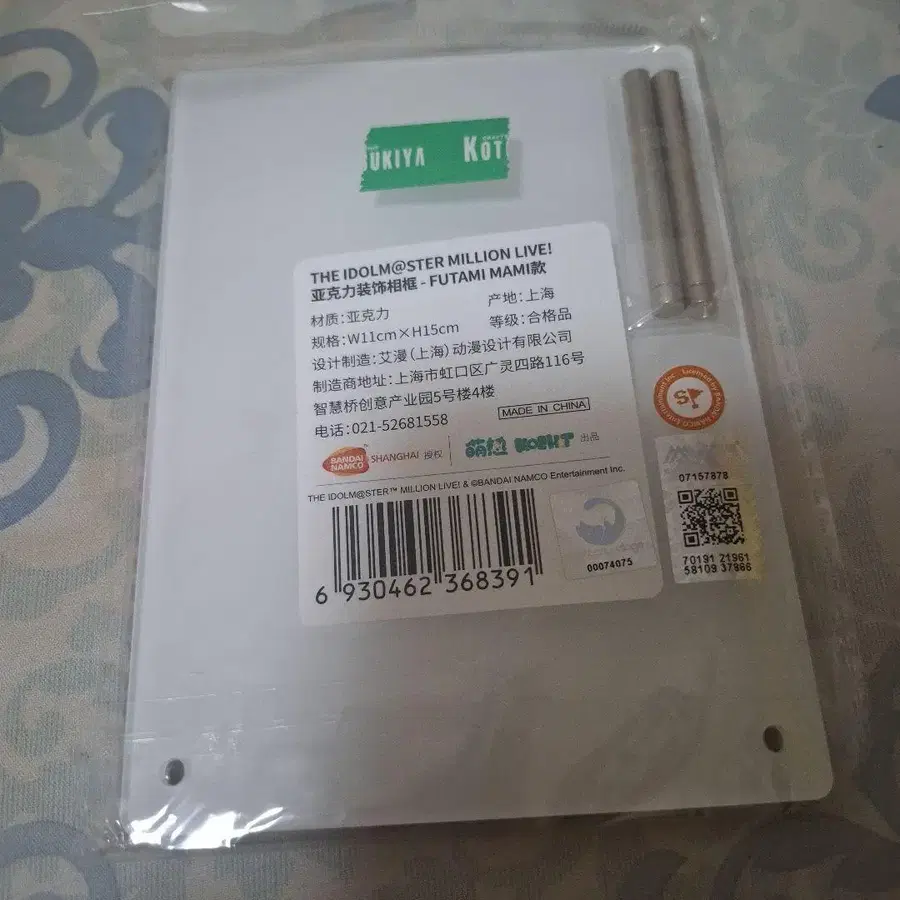 UKIYA KOT
THE IDOLM@STER MILLION LIVE!
亚克力装饰相框 - FUTAMI MAMI款
材质:亚克力 产地:上海
规格:W11cm×H15cm 等级:合格品
设计制造:艾漫(上海)动漫设计有限公司
制造商地址:上海市虹口区广灵四路116号
智慧桥创意产业园5号楼4楼
电话:021-52681558 MADE IN CHINA
BANDAI NAMCO SHANGHAI 授权 出品
THE IDOLM@STER™ MILLION LIVE! & ©BANDAI NAMCO Entertainment Inc.
6 930462 368391
00074075
Licensed by BANDAI NAMCO Entertainment Inc.
07157878
70191 21961
58109 37866